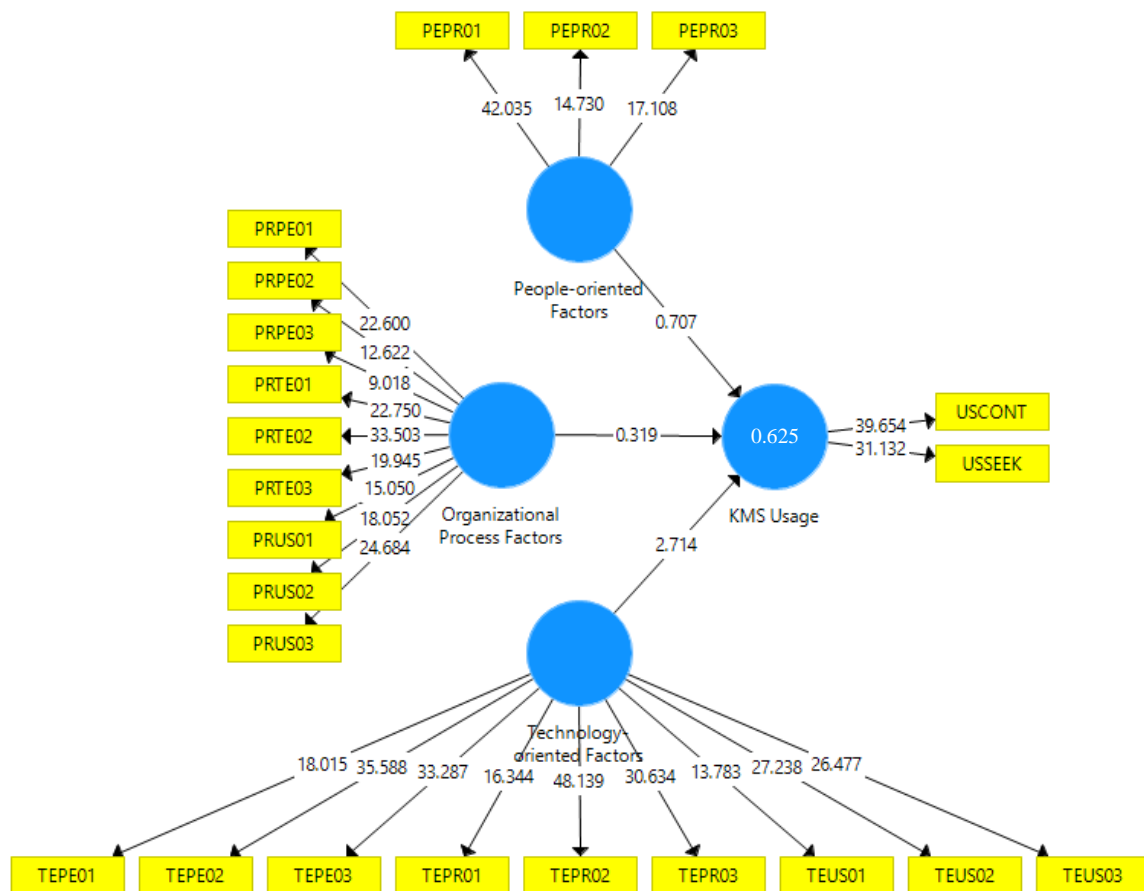 PEPR01
PEPR02
PEPR03
42.035
14.730
17.108
People-oriented
Factors
0.707
PRPE01
PRPE02
PRPE03
PRTE01
PRTE02
PRTE03
PRUS01
PRUS02
PRUS03
22.600
12.622
9.018
22.750
33.503
19.945
15.050
18.052
24.684
Organizational
Process Factors
0.319
0.625
KMS Usage
39.654
31.132
USCONT
USSEEK
2.714
Technology-
oriented Factors
18.015
35.588
33.287
16.344
48.139
30.634
13.783
27.238
26.477
TEPE01
TEPE02
TEPE03
TEPR01
TEPR02
TEPR03
TEUS01
TEUS02
TEUS03